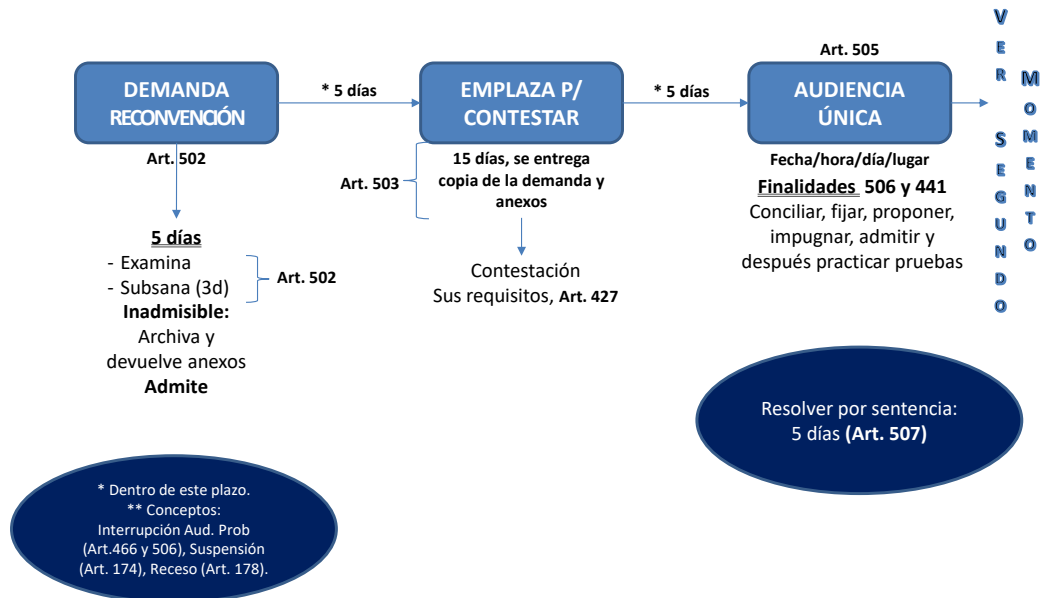 DEMANDA
RECONVENCIÓN
* 5 días
EMPLAZA P/
CONTESTAR
* 5 días
Art. 505
AUDIENCIA
ÚNICA
VER SEGUNDO
MOMENTO
Art. 502
5 días
- Examina
- Subsana (3d)
Art. 502
Inadmisible:
Archiva y
devuelve anexos
Admite
Art. 503
15 días, se entrega
copia de la demanda y
anexos
Contestación
Sus requisitos, Art. 427
Fecha/hora/día/lugar
Finalidades 506 y 441
Conciliar, fijar, proponer,
impugnar, admitir y
después practicar pruebas
Resolver por sentencia:
5 días (Art. 507)
* Dentro de este plazo.
** Conceptos:
Interrupción Aud. Prob
(Art.466 y 506), Suspensión
(Art. 174), Receso (Art. 178).